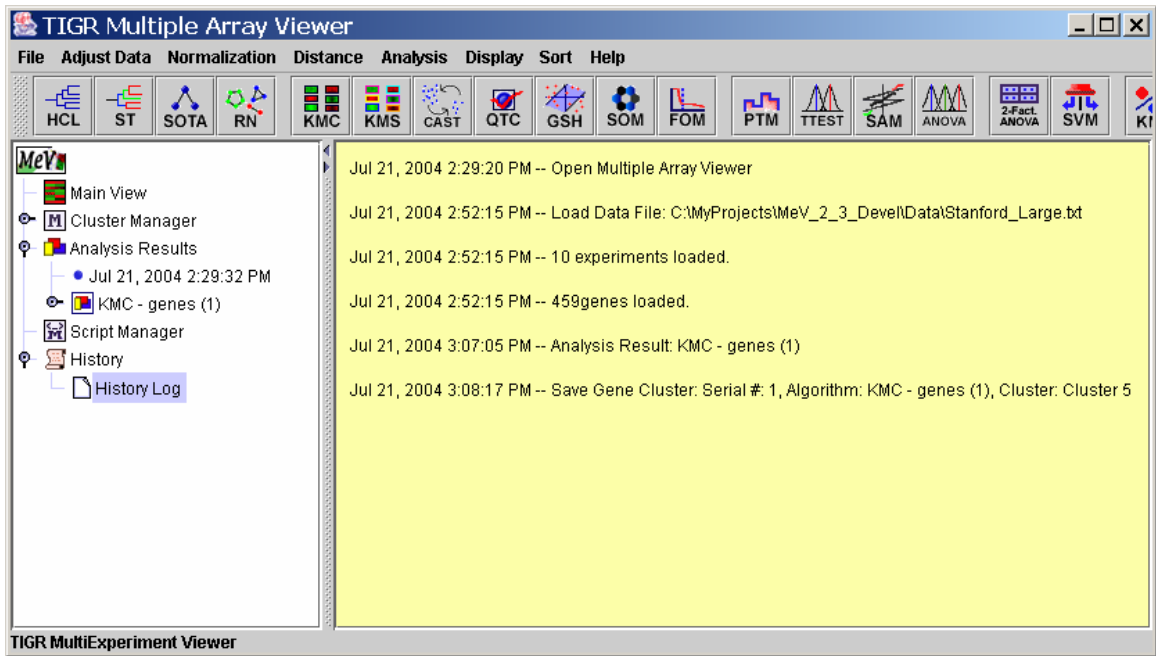 TIGR Multiple Array Viewer
File Adjust Data Normalization Distance Analysis Display Sort Help
HCL ST SOTA RN KMC KMS CAST QTC GSH SOM FOM PTM TTEST SAM ANOVA 2-Fact. ANOVA SVM
MeV
Main View
M Cluster Manager
Analysis Results
Jul 21, 2004 2:29:32 PM
KMC - genes (1)
Script Manager
History
History Log
Jul 21, 2004 2:29:20 PM -- Open Multiple Array Viewer
Jul 21, 2004 2:52:15 PM -- Load Data File: C:\MyProjects\MeV_2_3_Devel\Data\Stanford_Large.txt
Jul 21, 2004 2:52:15 PM -- 10 experiments loaded.
Jul 21, 2004 2:52:15 PM -- 459genes loaded.
Jul 21, 2004 3:07:05 PM -- Analysis Result: KMC - genes (1)
Jul 21, 2004 3:08:17 PM -- Save Gene Cluster: Serial #: 1, Algorithm: KMC - genes (1), Cluster: Cluster 5
TIGR MultiExperiment Viewer